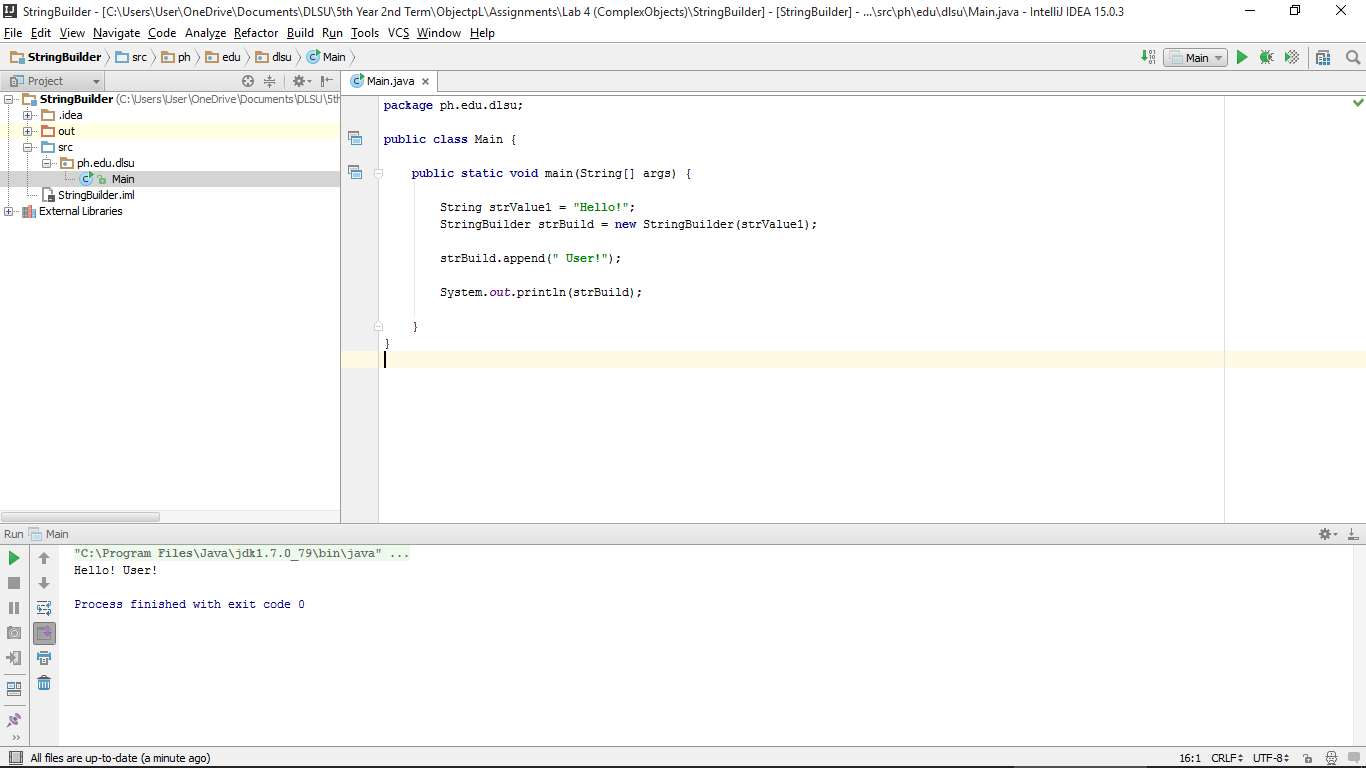 StringBuilder - [C:\Users\User\OneDrive\Documents\DLSU\5th Year 2nd Term\ObjectpL\Assignments\Lab 4 (ComplexObjects)\StringBuilder] - [StringBuilder] - ...\src\ph\edu\dlsu\Main.java - IntelliJ IDEA 15.0.3
File Edit View Navigate Code Analyze Refactor Build Run Tools VCS Window Help
StringBuilder src ph edu dlsu Main Main
Project
Main.java
StringBuilder (C:\Users\User\OneDrive\Documents\DLSU\5th
.idea
out
src
ph.edu.dlsu
Main
StringBuilder.iml
External Libraries
package ph.edu.dlsu;
public class Main {
public static void main(String[] args) {
String strValue1 = "Hello!";
StringBuilder strBuild = new StringBuilder(strValue1);
strBuild.append(" User!");
System.out.println(strBuild);
}
}
Run Main
"C:\Program Files\Java\jdk1.7.0_79\bin\java" ...
Hello! User!
Process finished with exit code 0
All files are up-to-date (a minute ago)
16:1 CRLF UTF-8